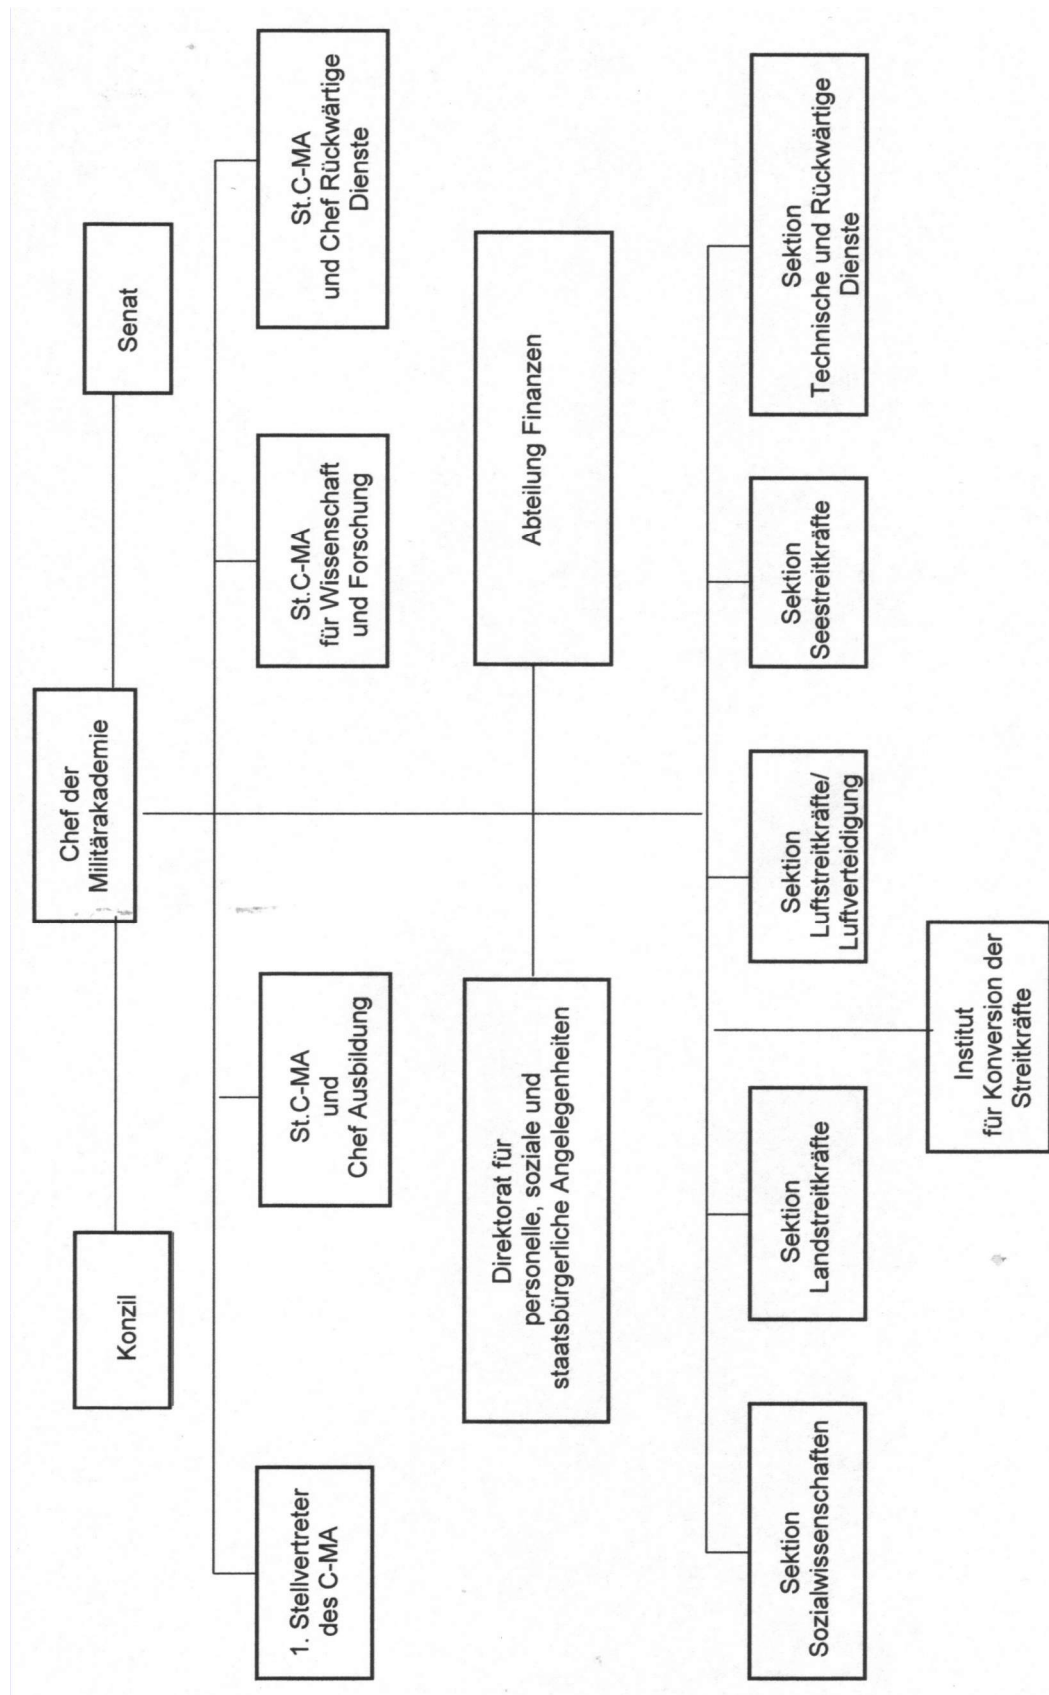 Chef der
Militärakademie
Konzil
Senat
1. Stellvertreter
des C-MA
St.C-MA
und
Chef Ausbildung
St.C-MA
für Wissenschaft
und Forschung
St.C-MA
und Chef Rückwärtige
Dienste
Direktorat für
personelle, soziale und
staatsbürgerliche Angelegenheiten
Abteilung Finanzen
Sektion
Sozialwissenschaften
Sektion
Landstreitkräfte
Sektion
Luftstreitkräfte/
Luftverteidigung
Sektion
Seestreitkräfte
Sektion
Technische und Rückwärtige
Dienste
Institut
für Konversion der
Streitkräfte